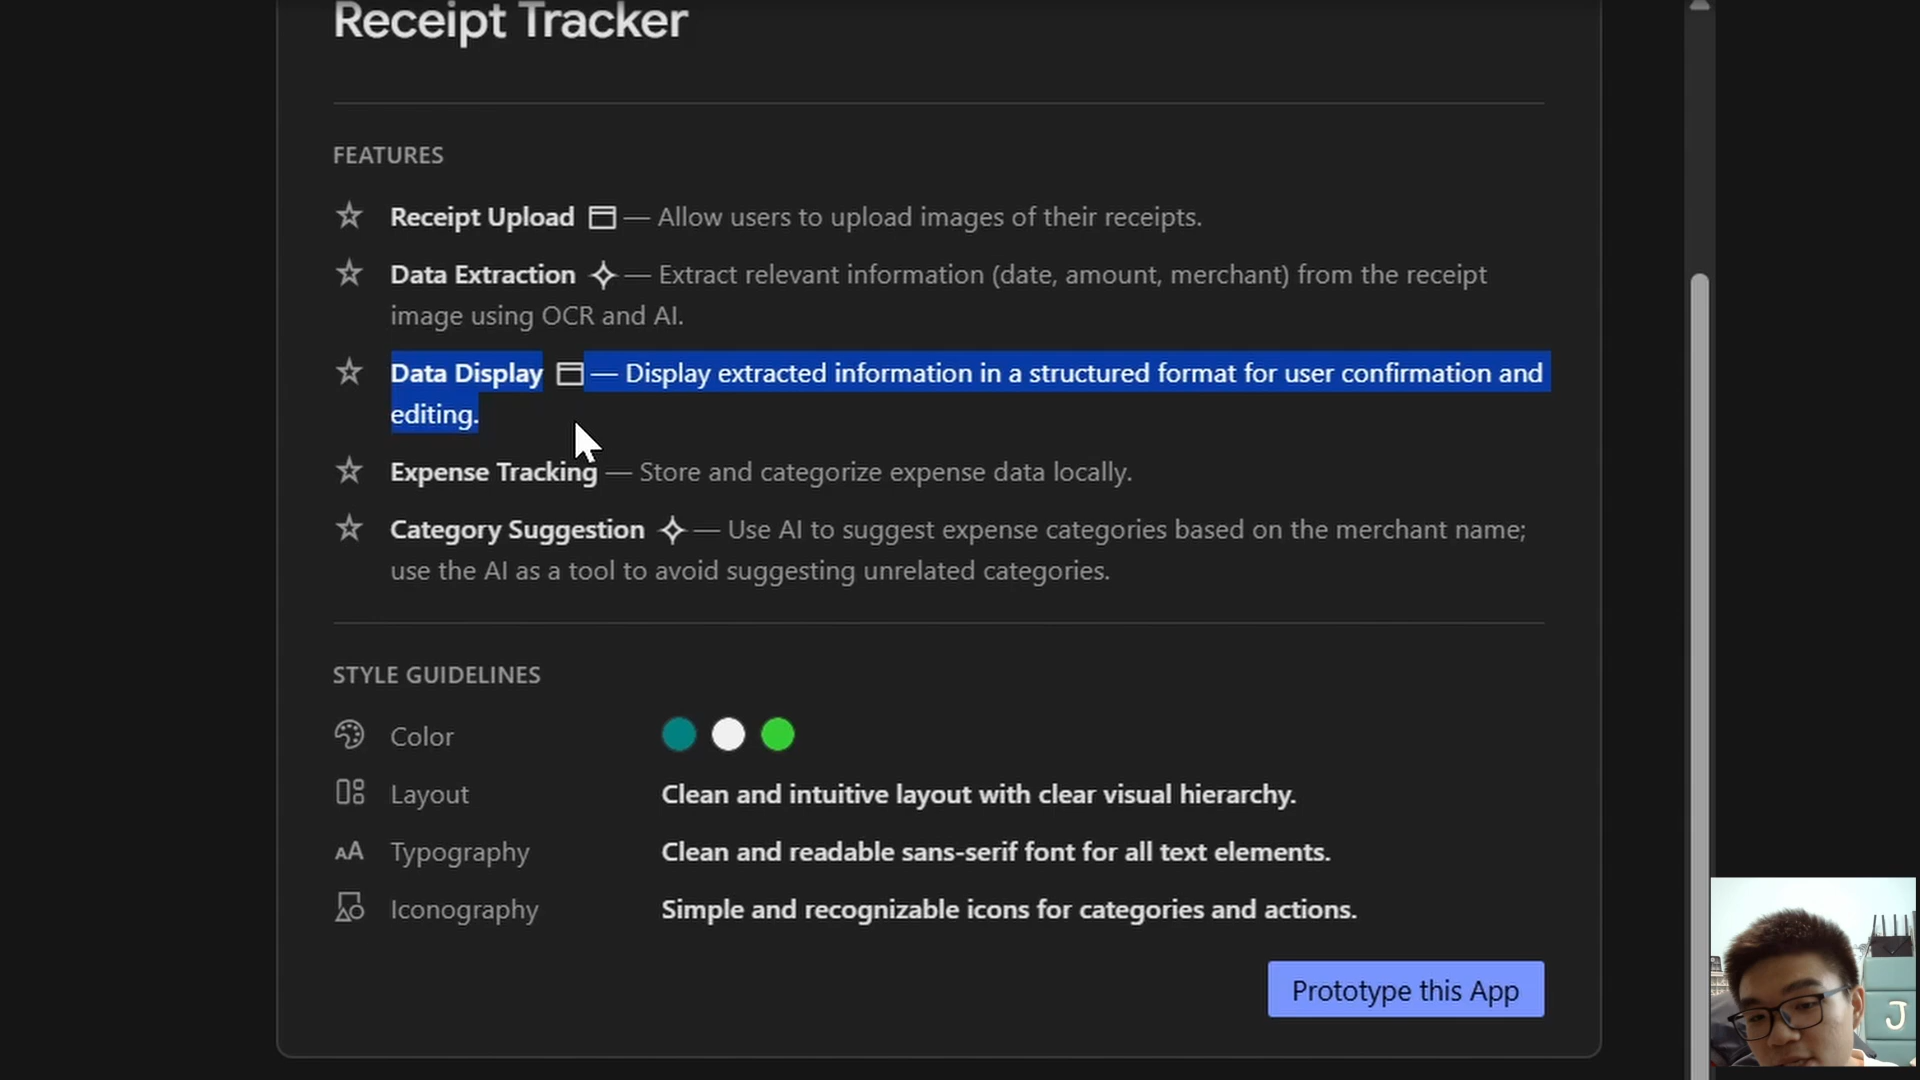 Receipt Tracker
FEATURES
Receipt Upload — Allow users to upload images of their receipts.
Data Extraction — Extract relevant information (date, amount, merchant) from the receipt
image using OCR and AI.
Data Display — Display extracted information in a structured format for user confirmation and
editing.
Expense Tracking — Store and categorize expense data locally.
Category Suggestion — Use AI to suggest expense categories based on the merchant name;
use the AI as a tool to avoid suggesting unrelated categories.
STYLE GUIDELINES
Color
Layout Clean and intuitive layout with clear visual hierarchy.
AA Typography Clean and readable sans-serif font for all text elements.
Iconography Simple and recognizable icons for categories and actions.
Prototype this App
J